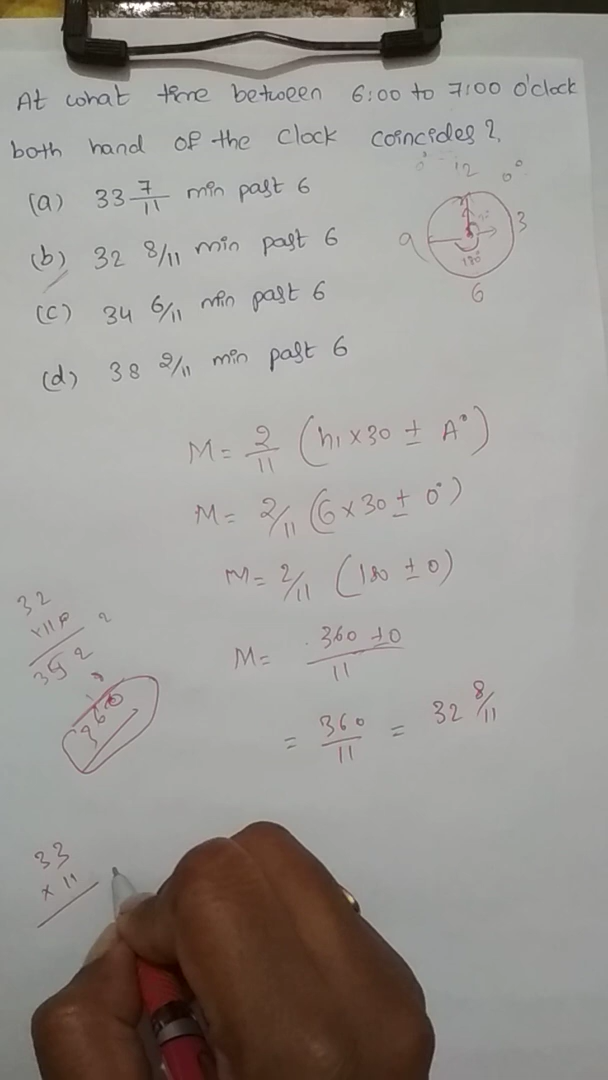 At what time between 6:00 to 7:00 O'clock
both hand of the Clock coincides?
(a) 33 7/11 min past 6
(b) 32 8/11 min past 6
(c) 34 6/11 min past 6
(d) 38 2/11 min past 6
0° 12 0°
9 3
180°
6
M = 2/11 (h1 × 30 ± A°)
M = 2/11 (6 × 30 ± 0°)
M = 2/11 (180 ± 0)
M = 360 ± 0 / 11
= 360/11 = 32 8/11
32
×11
352
360
33
× 11